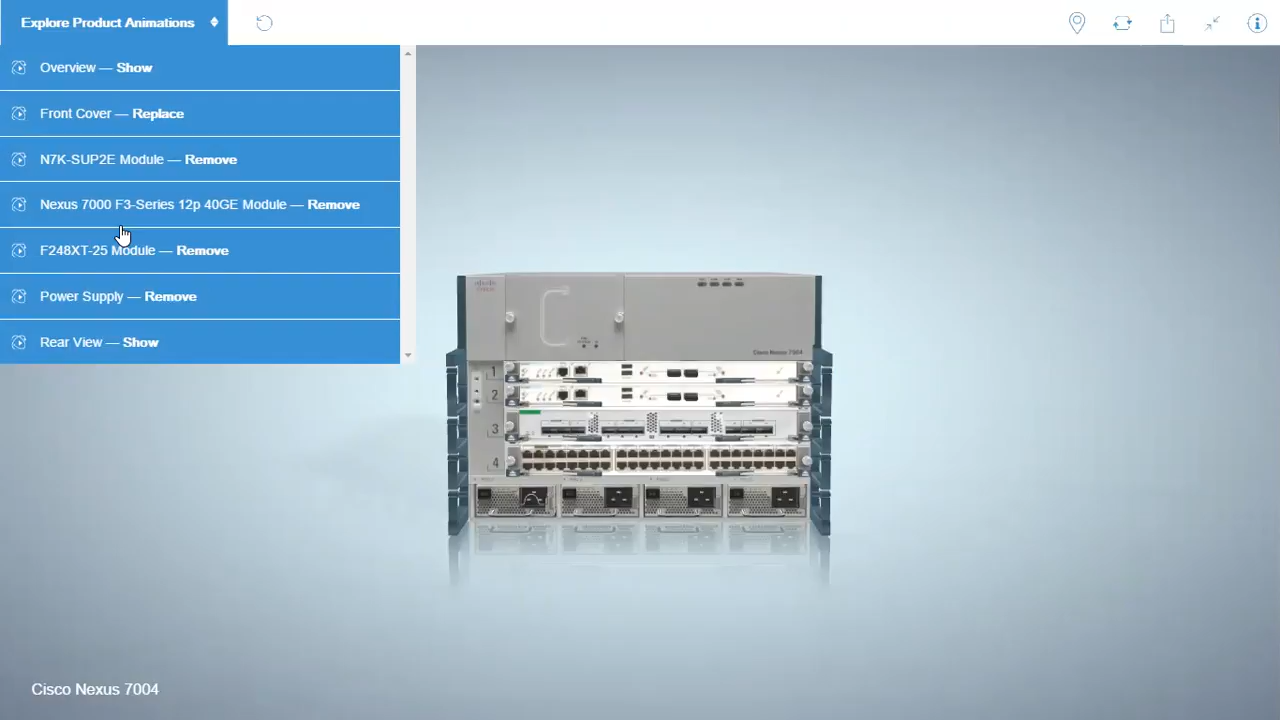 Explore Product Animations
Overview — Show
Front Cover — Replace
N7K-SUP2E Module — Remove
Nexus 7000 F3-Series 12p 40GE Module — Remove
F248XT-25 Module — Remove
Power Supply — Remove
Rear View — Show
Cisco Nexus 7004
1
2
3
4
Cisco Nexus 7004